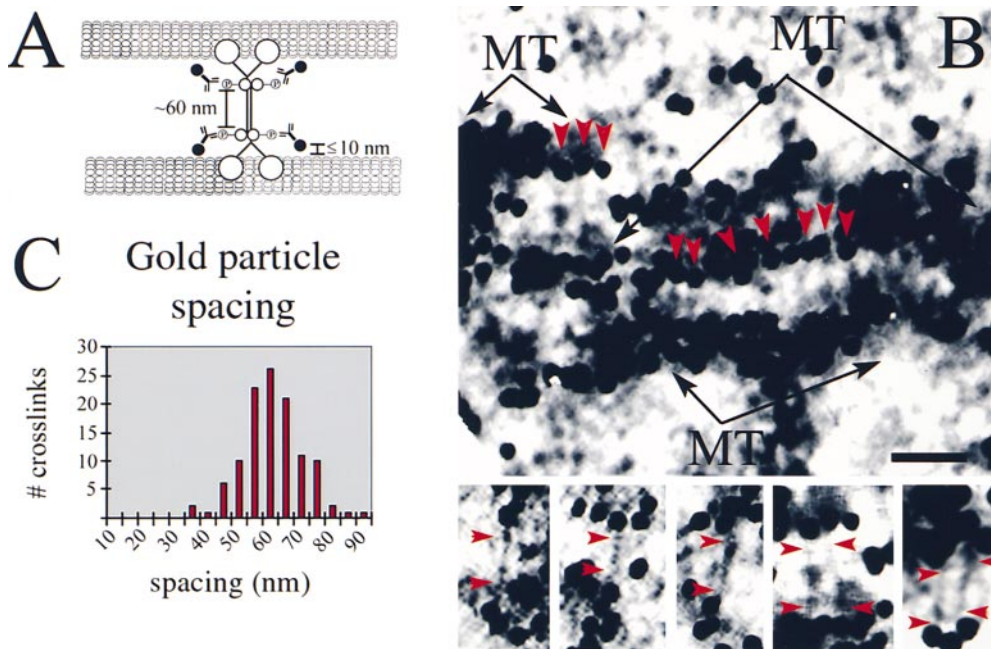 A
~60 nm
P
P
P
P
≤10 nm
B
MT
MT
MT
C
Gold particle
spacing
# crosslinks
30
25
20
15
10
5
10
20
30
40
50
60
70
80
90
spacing (nm)